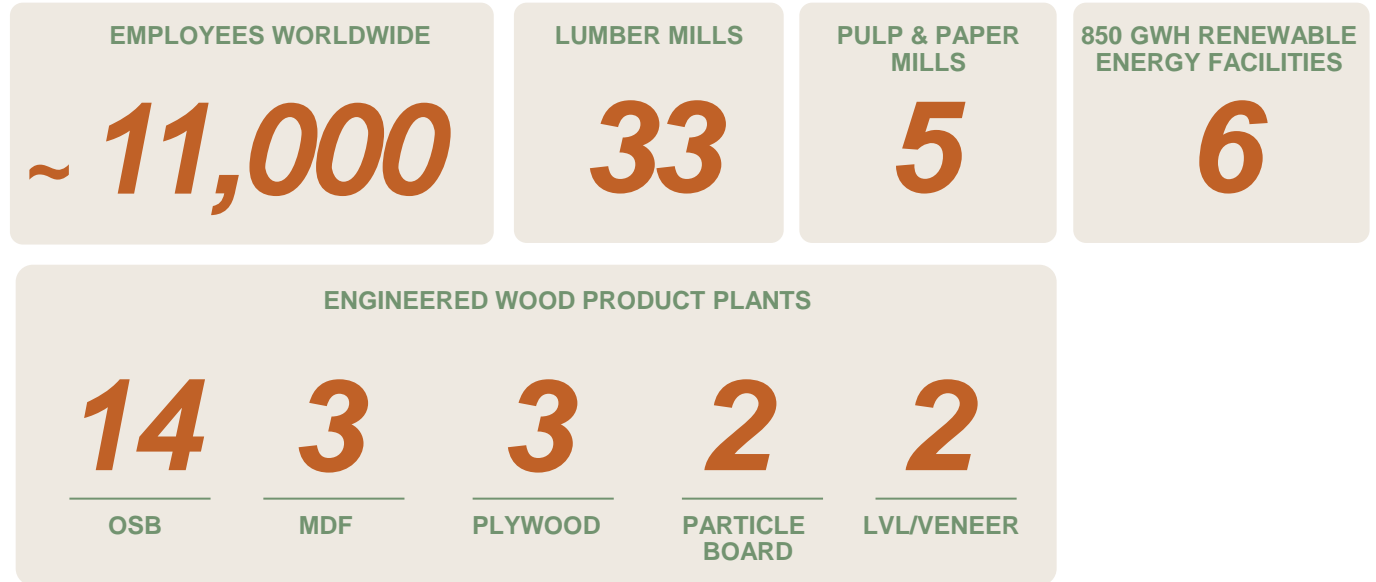 EMPLOYEES WORLDWIDE
~ 11,000
LUMBER MILLS
33
PULP & PAPER
MILLS
5
850 GWH RENEWABLE
ENERGY FACILITIES
6
ENGINEERED WOOD PRODUCT PLANTS
14
OSB
3
MDF
3
PLYWOOD
2
PARTICLE
BOARD
2
LVL/VENEER